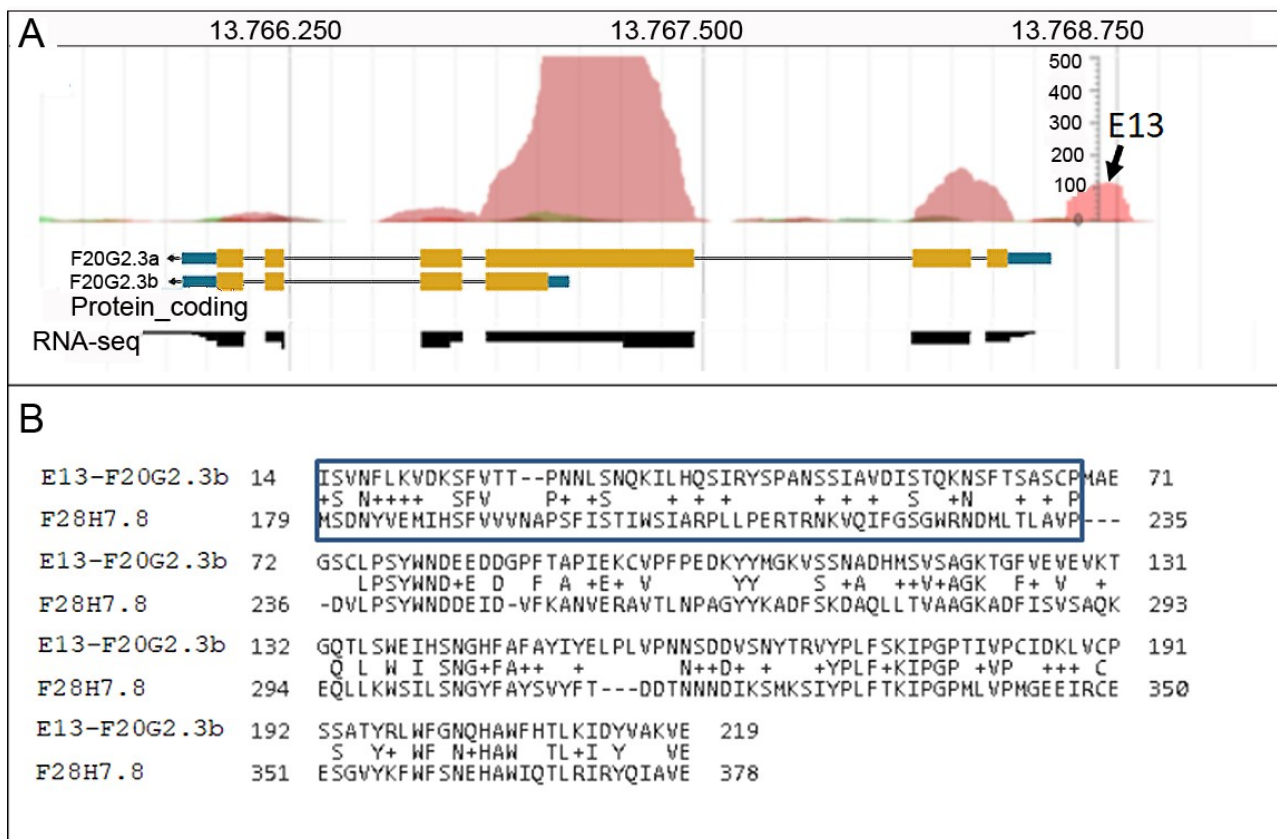 A
13.766.250 13.767.500 13.768.750
500
400
300
200
100
0
E13
F20G2.3a
F20G2.3b
Protein_coding
RNA-seq
B
E13-F20G2.3b 14 ISVNFLKVDKSFVTT--PNNLSNQKILHQSIRYSPANSSIAVDISTQKNSFTSASCPMAE 71
+S N++++ SFV P+ +S + + + + + + S +N + + P
F28H7.8 179 MSDNYVEMIHSFVVVNAPSFISTIWSIARPLLPERTRNKVQIFGSGWRNDMLTLAVP--- 235
E13-F20G2.3b 72 GSCLPSYWNDEEDDGPFTAPIEKCVPFPEDKYYMGKVSSNADHMSVSAGKTGFVEVEVKT 131
LPSYWND+E D F A +E+ V YY S +A ++V+AGK F+ V +
F28H7.8 236 -DVLPSYWNDDEID-VFKANVERAVTLNPAGYYKADFSKDAQLLTVAAGKADFISVSAQK 293
E13-F20G2.3b 132 GQTLSWEIHSNGHFAFAYIYELPLVPNNSDDVSNYTRVYPLFSKIPGPTIVPCIDKLVCP 191
Q L W I SNG+FA++ + N++D+ + +YPLF+KIPGP +VP +++ C
F28H7.8 294 EQLLKWSILSNGYFAYSVYFT---DDTNNNDIKSMKSIYPLFTKIPGPMLVPMGEEIRCE 350
E13-F20G2.3b 192 SSATYRLWFGNQHAWFHTLKIDYVAKVE 219
S Y+ WF N+HAW TL+I Y VE
F28H7.8 351 ESGVYKFWFSNEHAWIQTLRIRYQIAVE 378